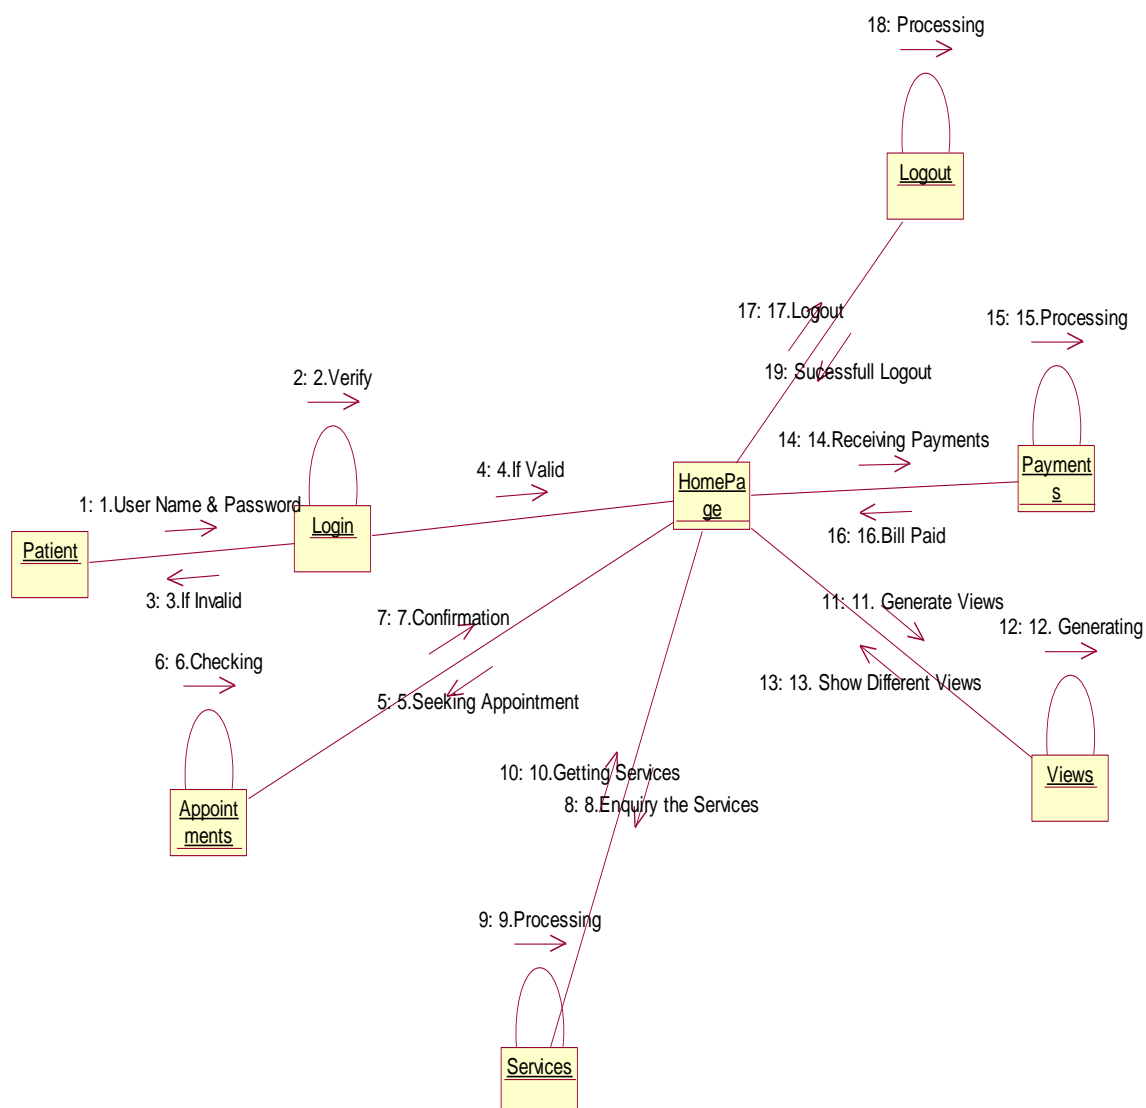 18: Processing
Logout
17: 17.Logout
15: 15.Processing
19: Sucessfull Logout
2: 2.Verify
14: 14.Receiving Payments
4: 4.If Valid
HomePa
ge
Payment
s
1: 1.User Name & Password
Login
16: 16.Bill Paid
Patient
3: 3.If Invalid
7: 7.Confirmation
11: 11. Generate Views
12: 12. Generating
6: 6.Checking
13: 13. Show Different Views
5: 5.Seeking Appointment
10: 10.Getting Services
Views
8: 8.Enquiry the Services
Appoint
ments
9: 9.Processing
Services